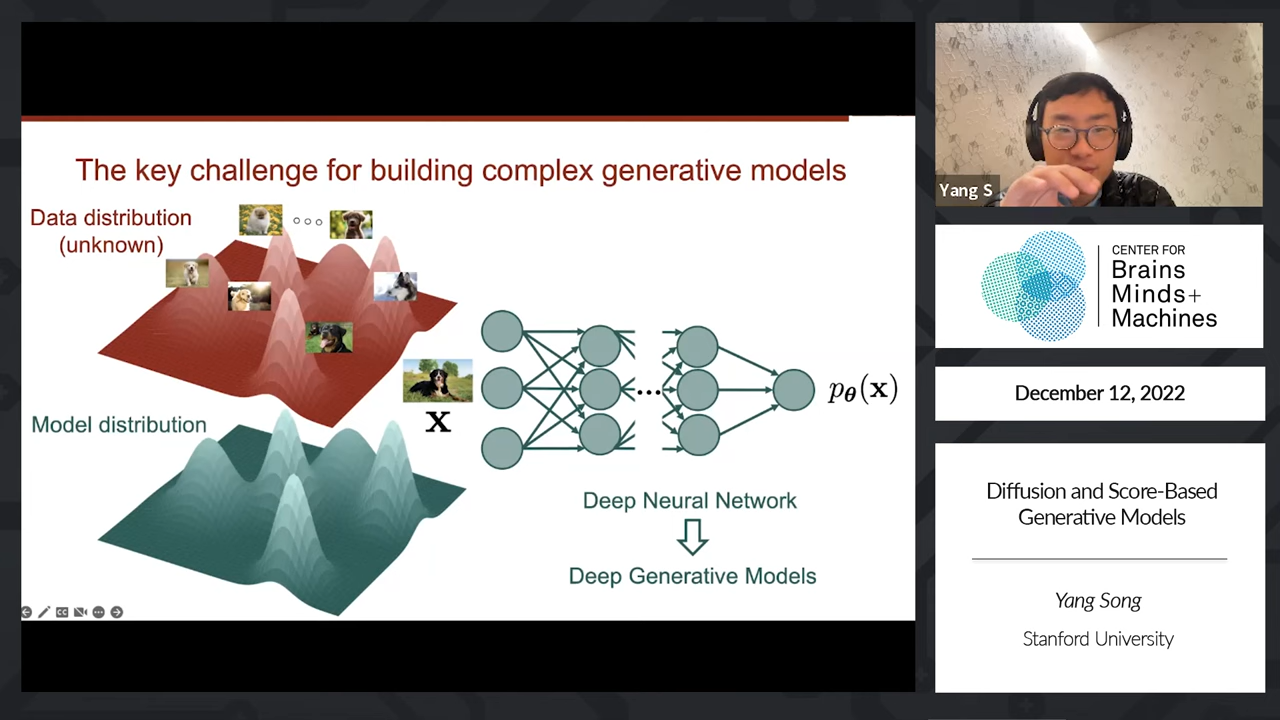 The key challenge for building complex generative models
Data distribution
(unknown)
Model distribution
x
...
pθ(x)
Deep Neural Network
Deep Generative Models
Yang S
CENTER FOR
Brains
Minds+
Machines
December 12, 2022
Diffusion and Score-Based
Generative Models
Yang Song
Stanford University